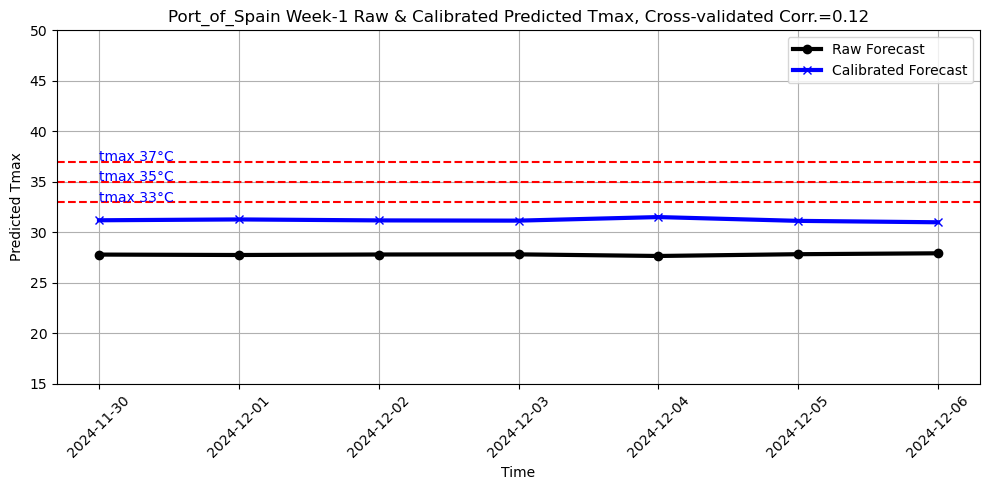 Port_of_Spain Week-1 Raw & Calibrated Predicted Tmax, Cross-validated Corr.=0.12
Raw Forecast
Calibrated Forecast
Predicted Tmax
50
45
40
35
30
25
20
15
tmax 37°C
tmax 35°C
tmax 33°C
2024-11-30
2024-12-01
2024-12-02
2024-12-03
2024-12-04
2024-12-05
2024-12-06
Time